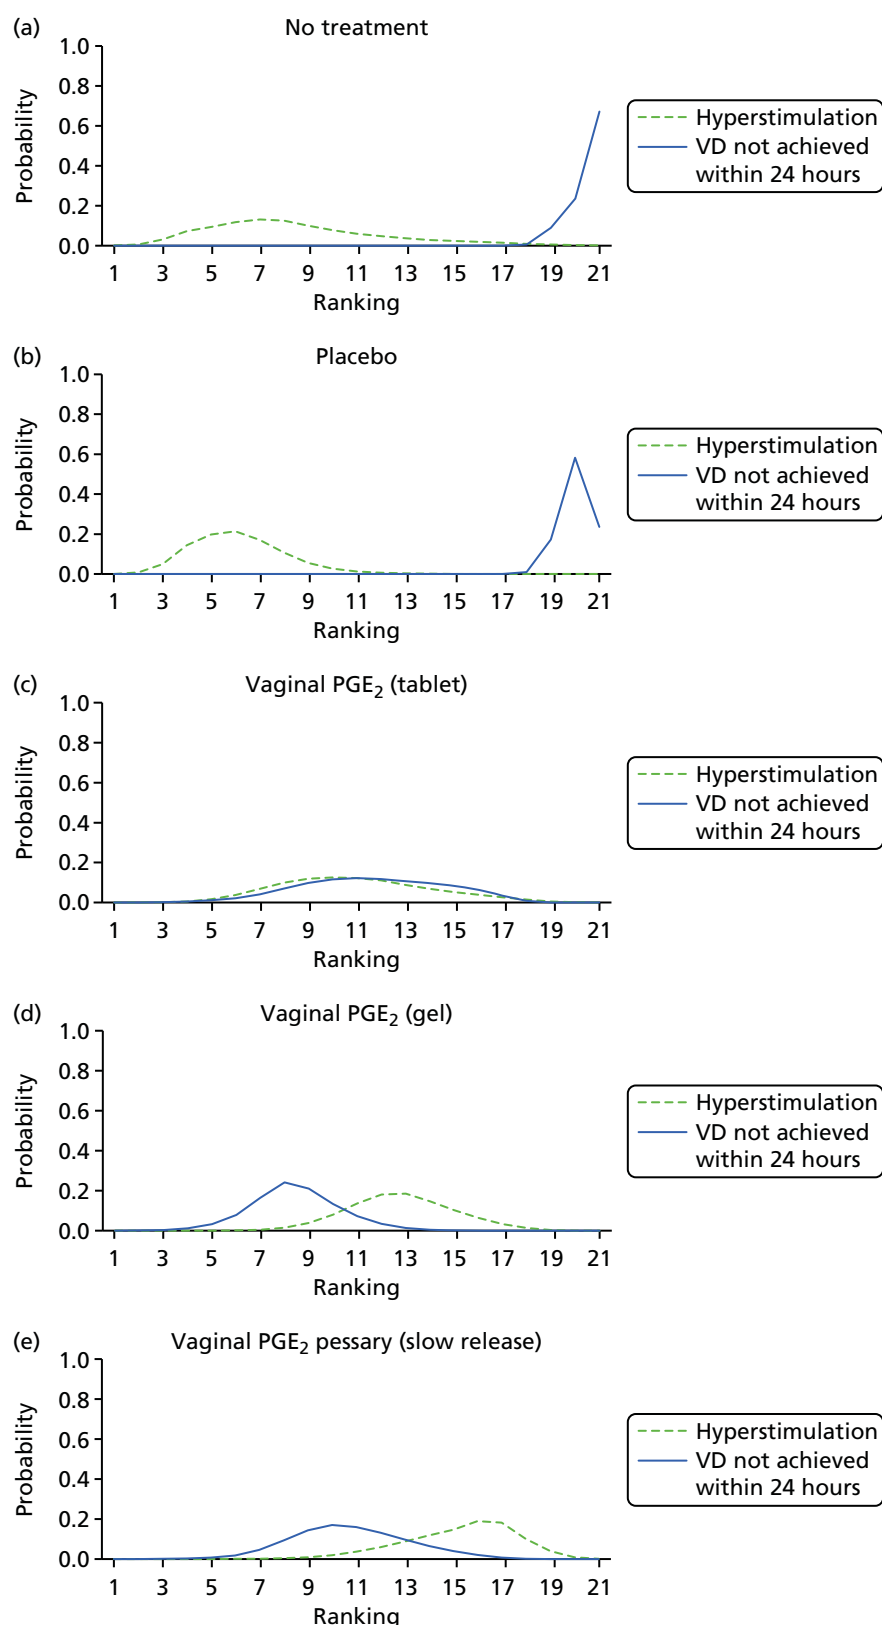 (a)
No treatment
1.0
0.8
0.6
0.4
0.2
0.0
Probability
1 3 5 7 9 11 13 15 17 19 21
Ranking
Hyperstimulation
VD not achieved
within 24 hours
(b)
Placebo
1.0
0.8
0.6
0.4
0.2
0.0
Probability
1 3 5 7 9 11 13 15 17 19 21
Ranking
Hyperstimulation
VD not achieved
within 24 hours
(c)
Vaginal PGE₂ (tablet)
1.0
0.8
0.6
0.4
0.2
0.0
Probability
1 3 5 7 9 11 13 15 17 19 21
Ranking
Hyperstimulation
VD not achieved
within 24 hours
(d)
Vaginal PGE₂ (gel)
1.0
0.8
0.6
0.4
0.2
0.0
Probability
1 3 5 7 9 11 13 15 17 19 21
Ranking
Hyperstimulation
VD not achieved
within 24 hours
(e)
Vaginal PGE₂ pessary (slow release)
1.0
0.8
0.6
0.4
0.2
0.0
Probability
1 3 5 7 9 11 13 15 17 19 21
Ranking
Hyperstimulation
VD not achieved
within 24 hours